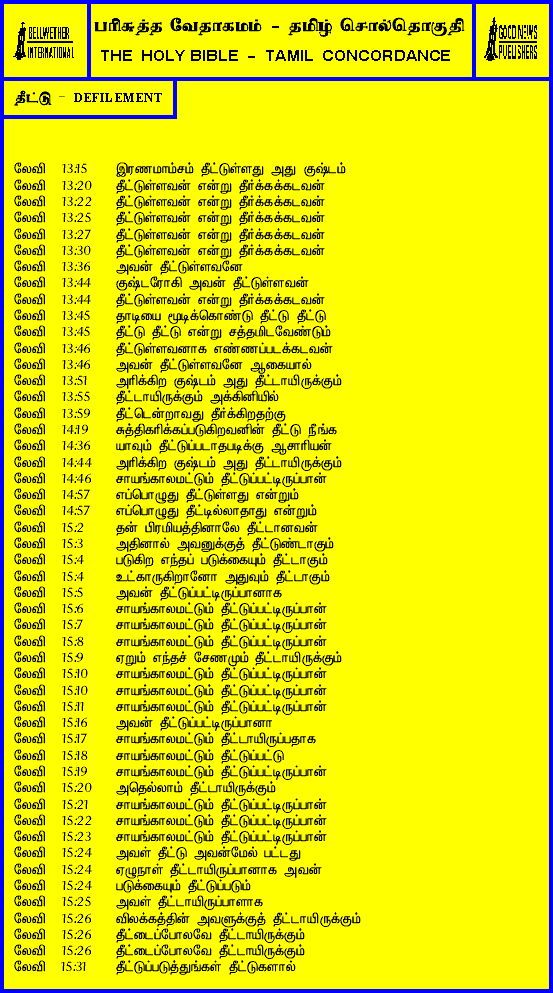 BELLWETHER
INTERNATIONAL
பரிசுத்த வேதாகமம் - தமிழ் சொல்தொகுதி
THE HOLY BIBLE - TAMIL CONCORDANCE
GOOD NEWS
PUBLISHERS
தீட்டு - DEFILEMENT
லேவி 13:15 இரணமாம்சம் தீட்டுள்ளது அது குஷ்டம்
லேவி 13:20 தீட்டுள்ளவன் என்று தீர்க்கக்கடவன்
லேவி 13:22 தீட்டுள்ளவன் என்று தீர்க்கக்கடவன்
லேவி 13:25 தீட்டுள்ளவன் என்று தீர்க்கக்கடவன்
லேவி 13:27 தீட்டுள்ளவன் என்று தீர்க்கக்கடவன்
லேவி 13:30 தீட்டுள்ளவன் என்று தீர்க்கக்கடவன்
லேவி 13:36 அவன் தீட்டுள்ளவனே
லேவி 13:44 குஷ்டரோகி அவன் தீட்டுள்ளவன்
லேவி 13:44 தீட்டுள்ளவன் என்று தீர்க்கக்கடவன்
லேவி 13:45 தாடியை மூடிக்கொண்டு தீட்டு தீட்டு
லேவி 13:45 தீட்டு தீட்டு என்று சத்தமிடவேண்டும்
லேவி 13:46 தீட்டுள்ளவனாக எண்ணப்படக்கடவன்
லேவி 13:46 அவன் தீட்டுள்ளவனே ஆகையால்
லேவி 13:51 அரிக்கிற குஷ்டம் அது தீட்டாயிருக்கும்
லேவி 13:55 தீட்டாயிருக்கும் அக்கினியில்
லேவி 13:59 தீட்டென்றாவது தீர்க்கிறதற்கு
லேவி 14:19 சுத்திகரிக்கப்படுகிறவனின் தீட்டு நீங்க
லேவி 14:36 யாவும் தீட்டுப்படாதபடிக்கு ஆசாரியன்
லேவி 14:44 அரிக்கிற குஷ்டம் அது தீட்டாயிருக்கும்
லேவி 14:46 சாயங்காலமட்டும் தீட்டுப்பட்டிருப்பான்
லேவி 14:57 எப்பொழுது தீட்டுள்ளது என்றும்
லேவி 14:57 எப்பொழுது தீட்டில்லாதாது என்றும்
லேவி 15:2 தன் பிரமியத்தினாலே தீட்டானவன்
லேவி 15:3 அதினால் அவனுக்குத் தீட்டுண்டாகும்
லேவி 15:4 படுகிற எந்தப் படுக்கையும் தீட்டாகும்
லேவி 15:4 உட்காருகிறானோ அதுவும் தீட்டாகும்
லேவி 15:5 அவன் தீட்டுப்பட்டிருப்பானாக
லேவி 15:6 சாயங்காலமட்டும் தீட்டுப்பட்டிருப்பான்
லேவி 15:7 சாயங்காலமட்டும் தீட்டுப்பட்டிருப்பான்
லேவி 15:8 சாயங்காலமட்டும் தீட்டுப்பட்டிருப்பான்
லேவி 15:9 ஏறும் எந்தச் சேணமும் தீட்டாயிருக்கும்
லேவி 15:10 சாயங்காலமட்டும் தீட்டுப்பட்டிருப்பான்
லேவி 15:10 சாயங்காலமட்டும் தீட்டுப்பட்டிருப்பான்
லேவி 15:11 சாயங்காலமட்டும் தீட்டுப்பட்டிருப்பான்
லேவி 15:16 அவன் தீட்டுப்பட்டிருப்பானா
லேவி 15:17 சாயங்காலமட்டும் தீட்டாயிருப்பதாக
லேவி 15:18 சாயங்காலமட்டும் தீட்டுப்பட்டு
லேவி 15:19 சாயங்காலமட்டும் தீட்டுப்பட்டிருப்பான்
லேவி 15:20 அதெல்லாம் தீட்டாயிருக்கும்
லேவி 15:21 சாயங்காலமட்டும் தீட்டுப்பட்டிருப்பான்
லேவி 15:22 சாயங்காலமட்டும் தீட்டுப்பட்டிருப்பான்
லேவி 15:23 சாயங்காலமட்டும் தீட்டுப்பட்டிருப்பான்
லேவி 15:24 அவள் தீட்டு அவன்மேல் பட்டது
லேவி 15:24 ஏழுநாள் தீட்டாயிருப்பானாக அவன்
லேவி 15:24 படுக்கையும் தீட்டுப்படும்
லேவி 15:25 அவள் தீட்டாயிருப்பாளாக
லேவி 15:26 விலக்கத்தின் அவளுக்குத் தீட்டாயிருக்கும்
லேவி 15:26 தீட்டைப்போலவே தீட்டாயிருக்கும்
லேவி 15:26 தீட்டைப்போலவே தீட்டாயிருக்கும்
லேவி 15:31 தீட்டுப்படுத்துங்கள் தீட்டுகளால்